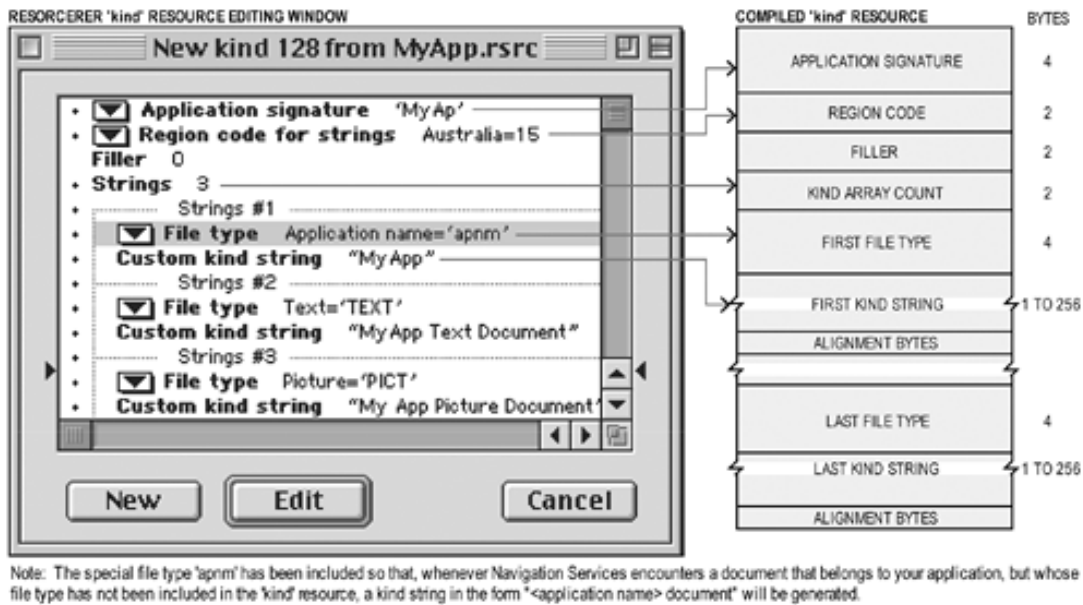 RESORCERER 'kind' RESOURCE EDITING WINDOW
New kind 128 from MyApp.rsrc
Application signature 'MyAp'
Region code for strings Australia=15
Filler 0
Strings 3
Strings #1
File type Application name='apnm'
Custom kind string "MyApp"
Strings #2
File type Text='TEXT'
Custom kind string "MyApp Text Document"
Strings #3
File type Picture='PICT'
Custom kind string "My App Picture Document'
New
Edit
Cancel
COMPILED 'kind' RESOURCE BYTES
APPLICATION SIGNATURE 4
REGION CODE 2
FILLER 2
KIND ARRAY COUNT 2
FIRST FILE TYPE 4
FIRST KIND STRING 1 TO 256
ALIGNMENT BYTES
LAST FILE TYPE 4
LAST KIND STRING 1 TO 256
ALIGNMENT BYTES
Note: The special file type 'apnm' has been included so that, whenever Navigation Services encounters a document that belongs to your application, but whose
file type has not been included in the 'kind' resource, a kind string in the form "<application name> document" will be generated.